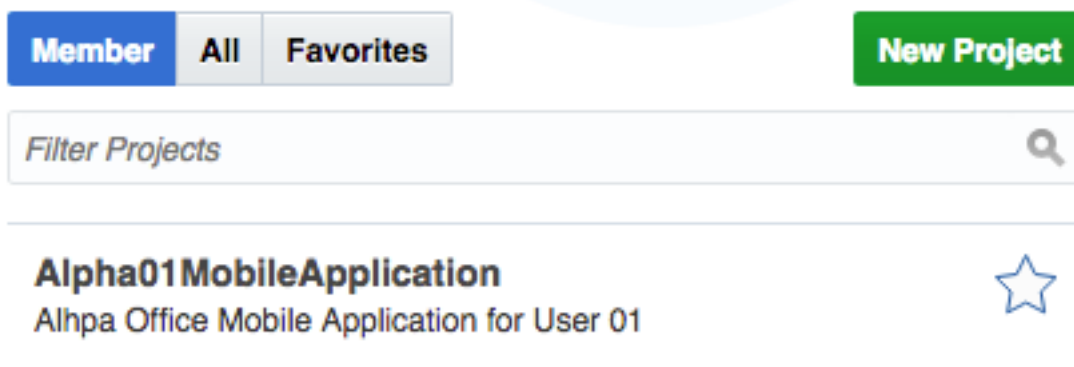 Member All Favorites New Project
Filter Projects
Alpha01MobileApplication
Alhpa Office Mobile Application for User 01